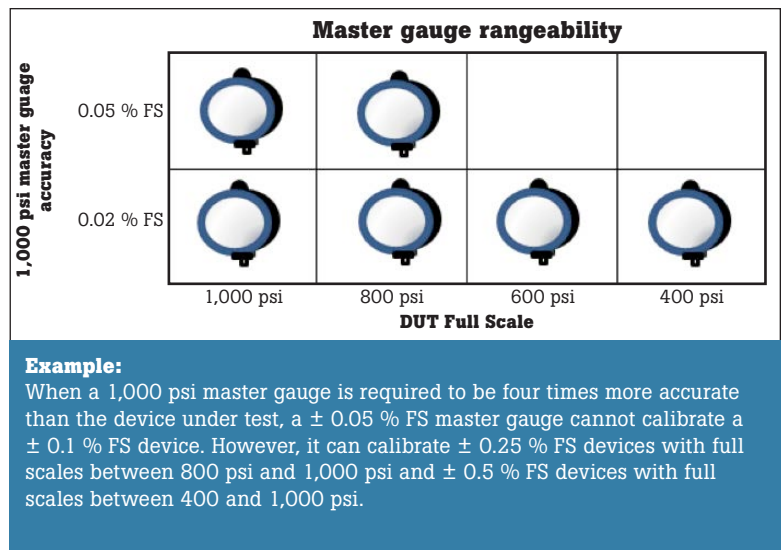 Master gauge rangeability
1,000 psi master guage
accuracy
0.05 % FS
0.02 % FS
1,000 psi
800 psi
600 psi
400 psi
DUT Full Scale
Example:
When a 1,000 psi master gauge is required to be four times more accurate
than the device under test, a ± 0.05 % FS master gauge cannot calibrate a
± 0.1 % FS device. However, it can calibrate ± 0.25 % FS devices with full
scales between 800 psi and 1,000 psi and ± 0.5 % FS devices with full
scales between 400 and 1,000 psi.